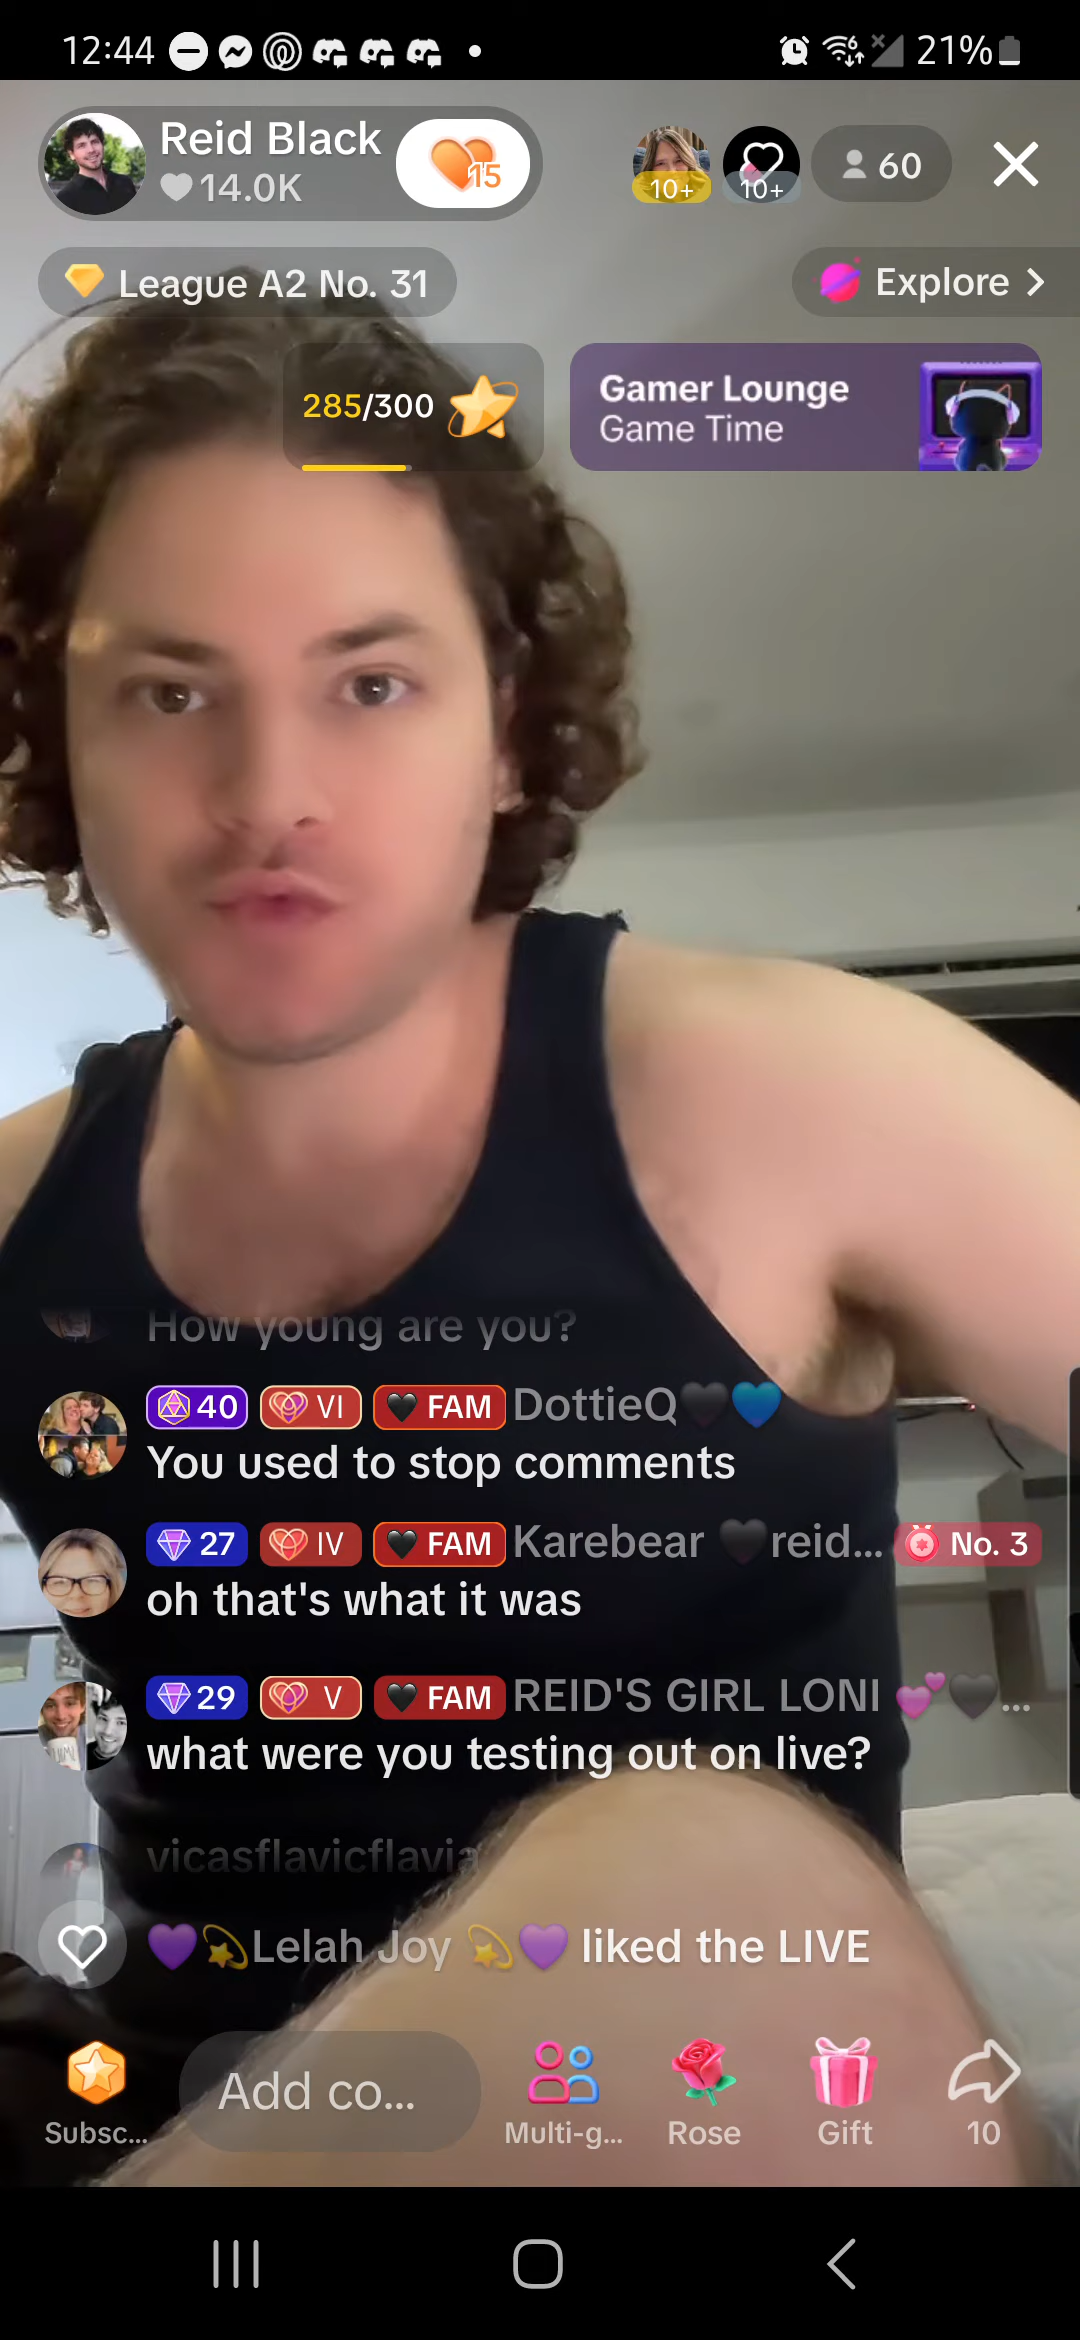 12:44
21%
Reid Black
14.0K
15
10+
10+
60
League A2 No. 31
Explore
285/300
Gamer Lounge
Game Time
How young are you?
40 VI FAM DottieQ🖤💙
You used to stop comments
27 IV FAM Karebear 🖤reid... No. 3
oh that's what it was
29 V FAM REID'S GIRL LONI 💕🖤...
what were you testing out on live?
vicasflavicflavia
💜💫Lelah Joy 💫💜 liked the LIVE
Subsc...
Add co...
Multi-g...
Rose
Gift
10